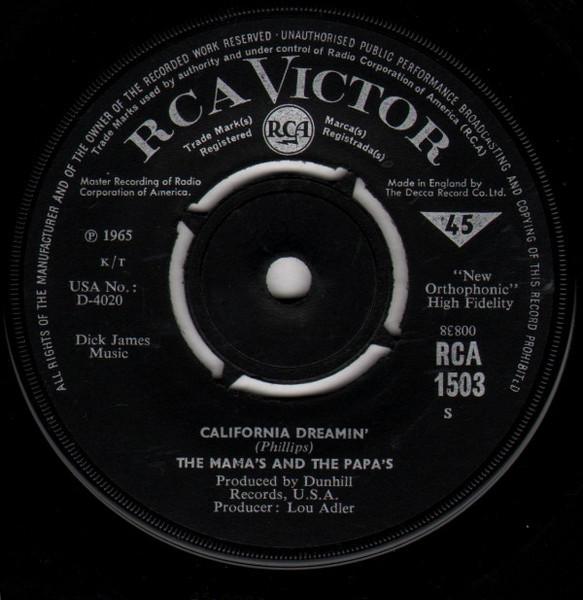 ALL RIGHTS OF THE MANUFACTURER AND OF THE OWNER OF THE RECORDED WORK RESERVED · UNAUTHORISED PUBLIC PERFORMANCE BROADCASTING AND COPYING OF THIS RECORD PROHIBITED
Trade Marks used by authority and under control of Radio Corporation of America (R.C.A.)
RCA VICTOR
Trade Mark(s)
Registered
RCA
Marca(s)
Registrada(s)
Master Recording of Radio
Corporation of America.
Made in England by
The Decca Record Co. Ltd.
45
℗ 1965
K/T
USA No.:
D-4020
Dick James
Music
"New
Orthophonic"
High Fidelity
00838
RCA
1503
S
CALIFORNIA DREAMIN'
(Phillips)
THE MAMA'S AND THE PAPA'S
Produced by Dunhill
Records, U.S.A.
Producer: Lou Adler